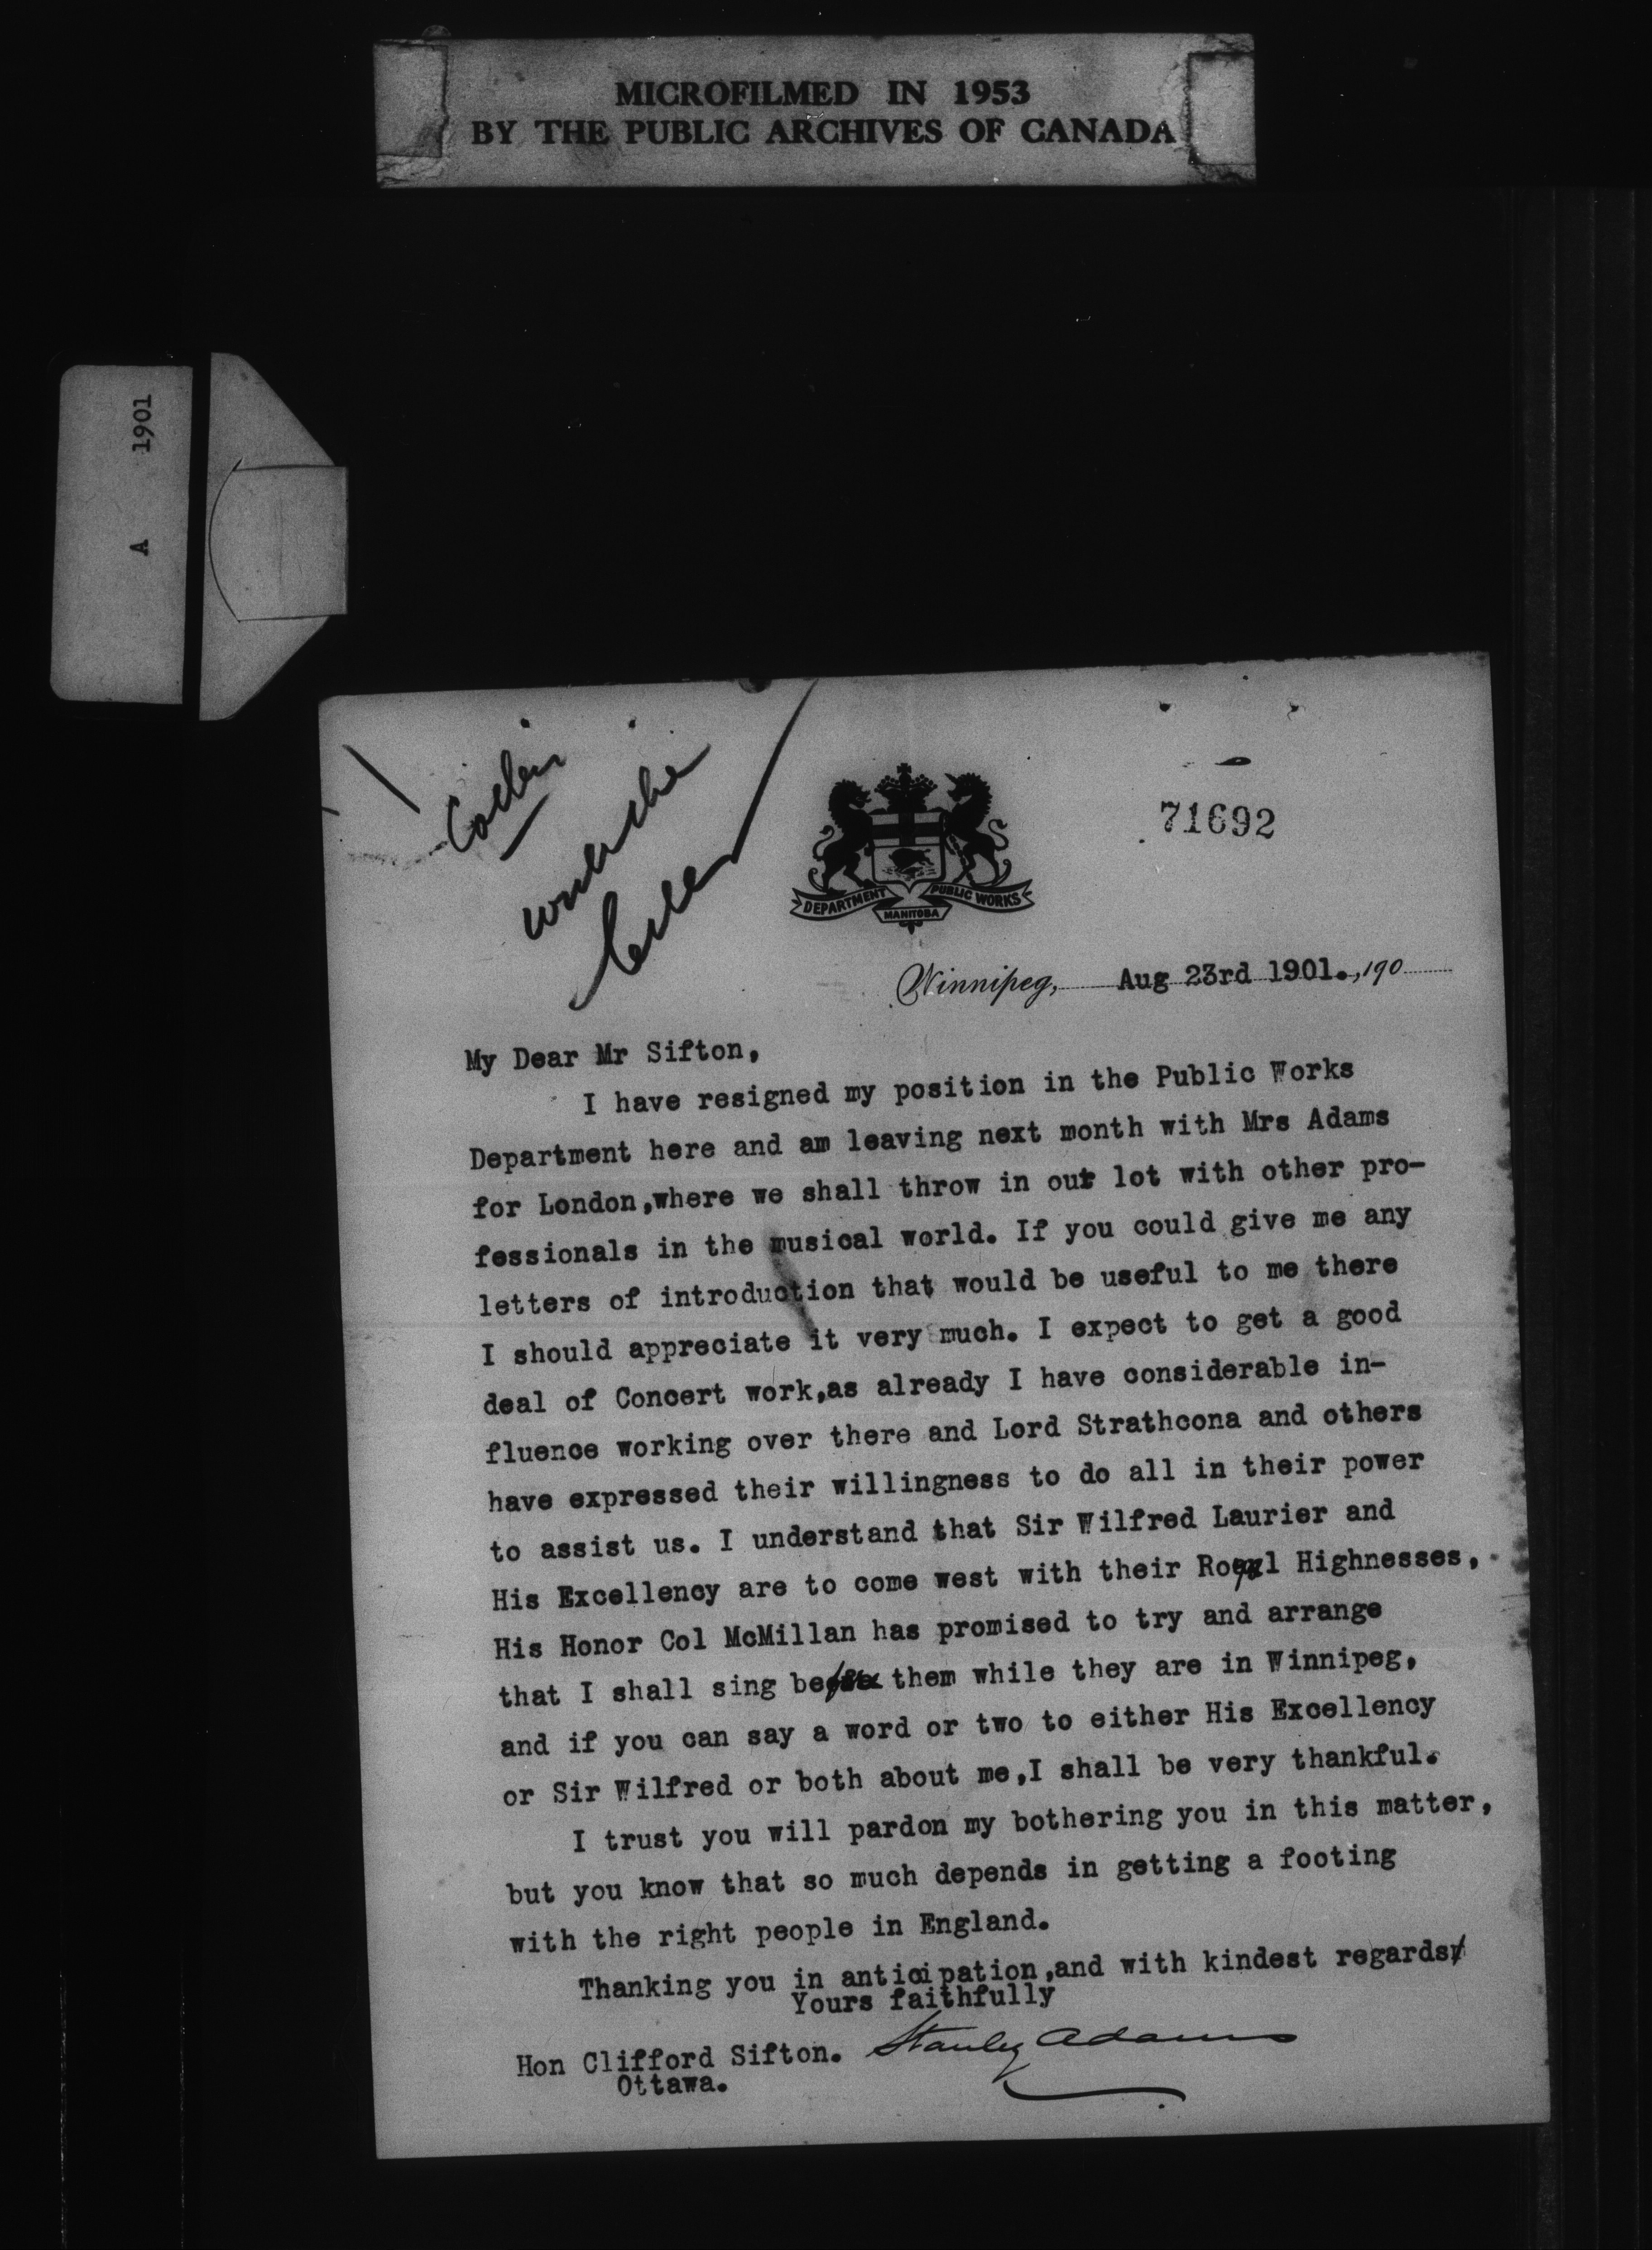 MICROFILMED IN 1953
BY THE PUBLIC ARCHIVES OF CANADA
A 1901
71692
DEPARTMENT PUBLIC WORKS
MANITOBA
Winnipeg, Aug 23rd 1901., 190
My Dear Mr Sifton,
I have resigned my position in the Public Works
Department here and am leaving next month with Mrs Adams
for London,where we shall throw in our lot with other pro-
fessionals in the musical world. If you could give me any
letters of introduction that would be useful to me there
I should appreciate it very much. I expect to get a good
deal of Concert work,as already I have considerable in-
fluence working over there and Lord Strathcona and others
have expressed their willingness to do all in their power
to assist us. I understand that Sir Wilfred Laurier and
His Excellency are to come west with their Royal Highnesses,
His Honor Col McMillan has promised to try and arrange
that I shall sing before them while they are in Winnipeg,
and if you can say a word or two to either His Excellency
or Sir Wilfred or both about me,I shall be very thankful.
I trust you will pardon my bothering you in this matter,
but you know that so much depends in getting a footing
with the right people in England.
Thanking you in anticipation,and with kindest regards
Yours faithfully
Stanley Adams
Hon Clifford Sifton.
Ottawa.